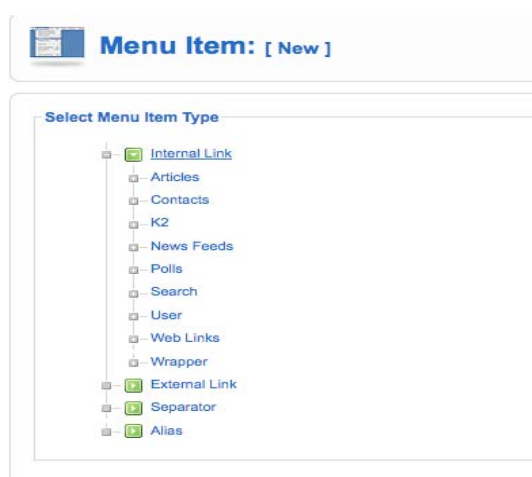 Menu Item: [ New ]
Select Menu Item Type
Internal Link
Articles
Contacts
K2
News Feeds
Polls
Search
User
Web Links
Wrapper
External Link
Separator
Alias